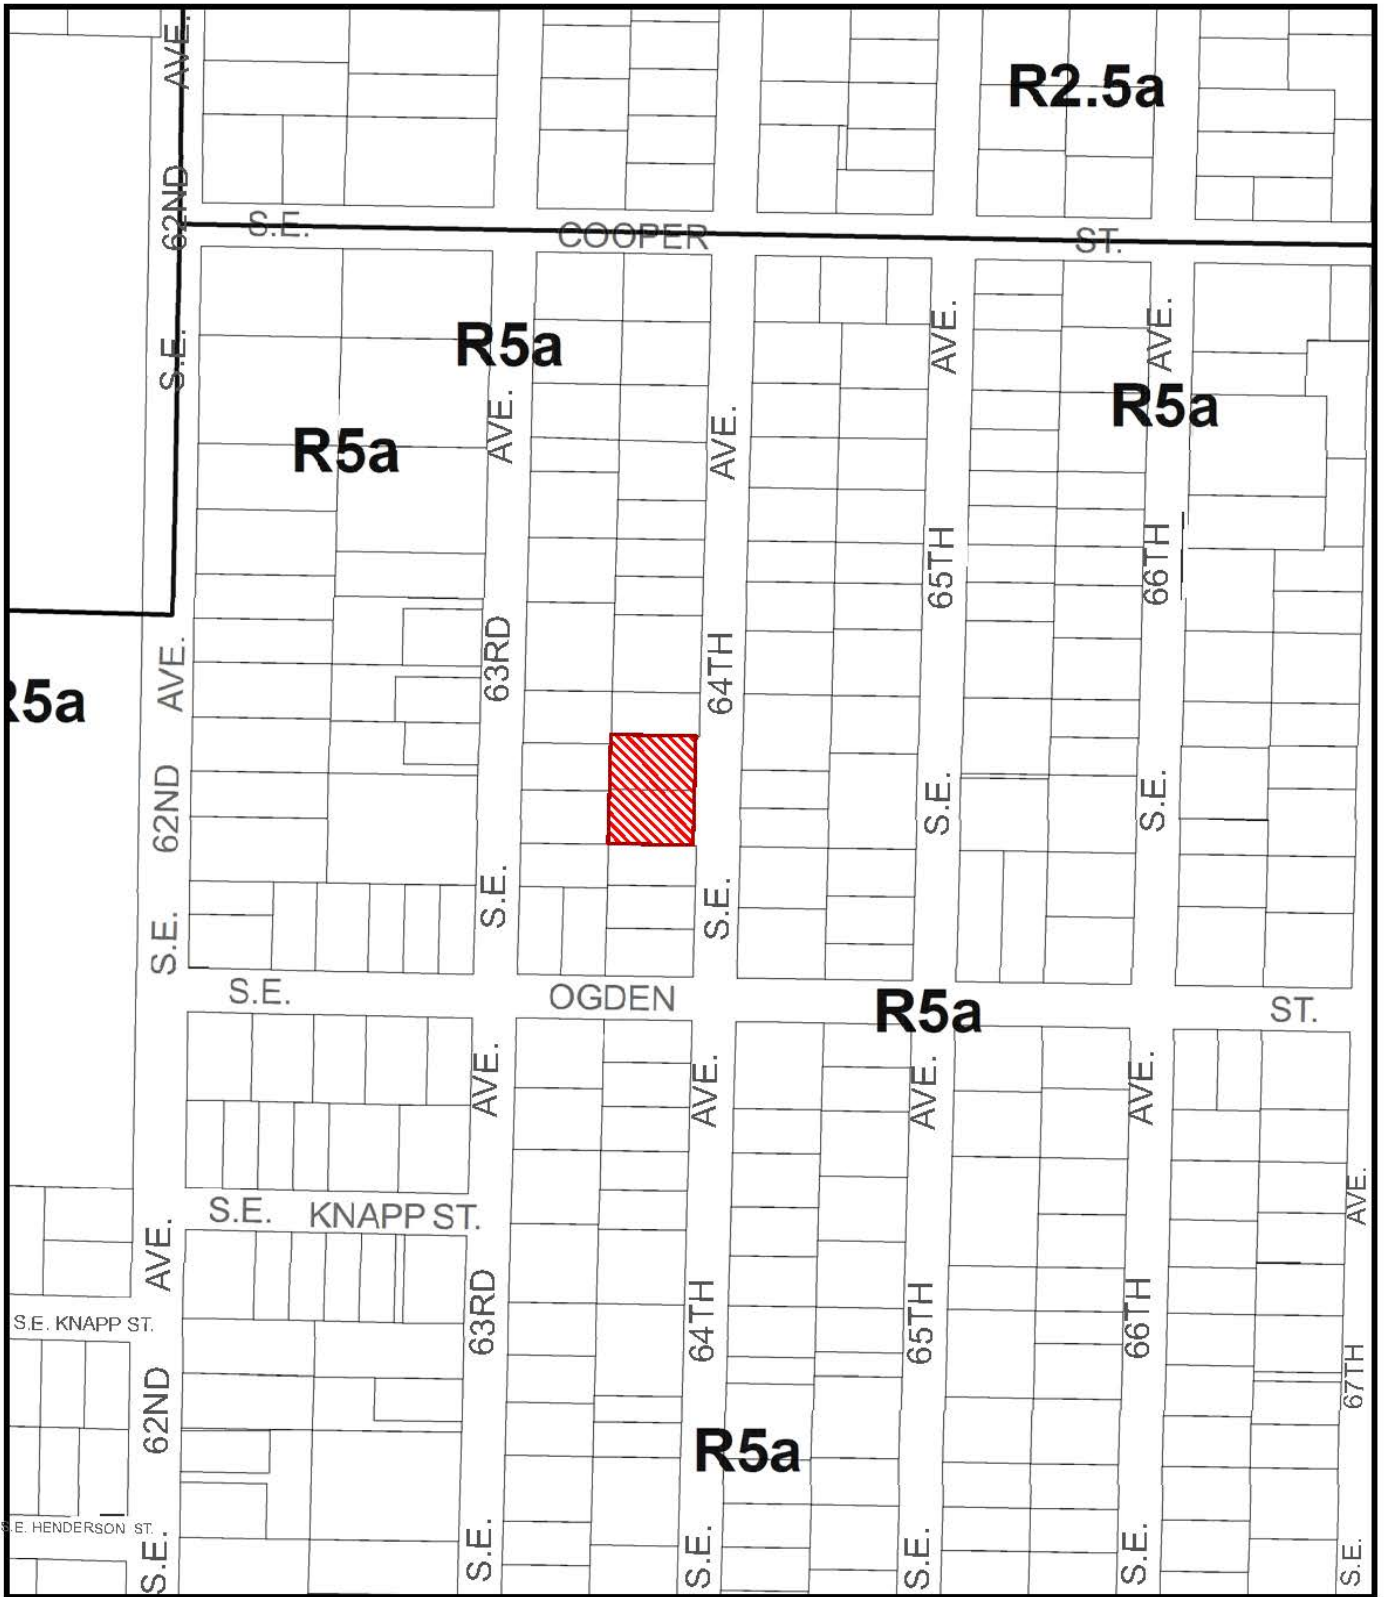 AVE.
R2.5a
62ND
S.E. COOPER ST.
S.E.
AVE.
AVE.
R5a
R5a
AVE.
AVE.
R5a
65TH
66TH
63RD
64TH
AVE.
R5a
62ND
S.E.
S.E.
S.E.
S.E.
S.E.
S.E. OGDEN ST.
R5a
AVE.
AVE.
AVE.
AVE.
S.E. KNAPP ST.
AVE.
AVE.
63RD
64TH
65TH
66TH
S.E. KNAPP ST.
67TH
62ND
R5a
S.E. HENDERSON ST.
S.E.
S.E.
S.E.
S.E.
S.E.
S.E.